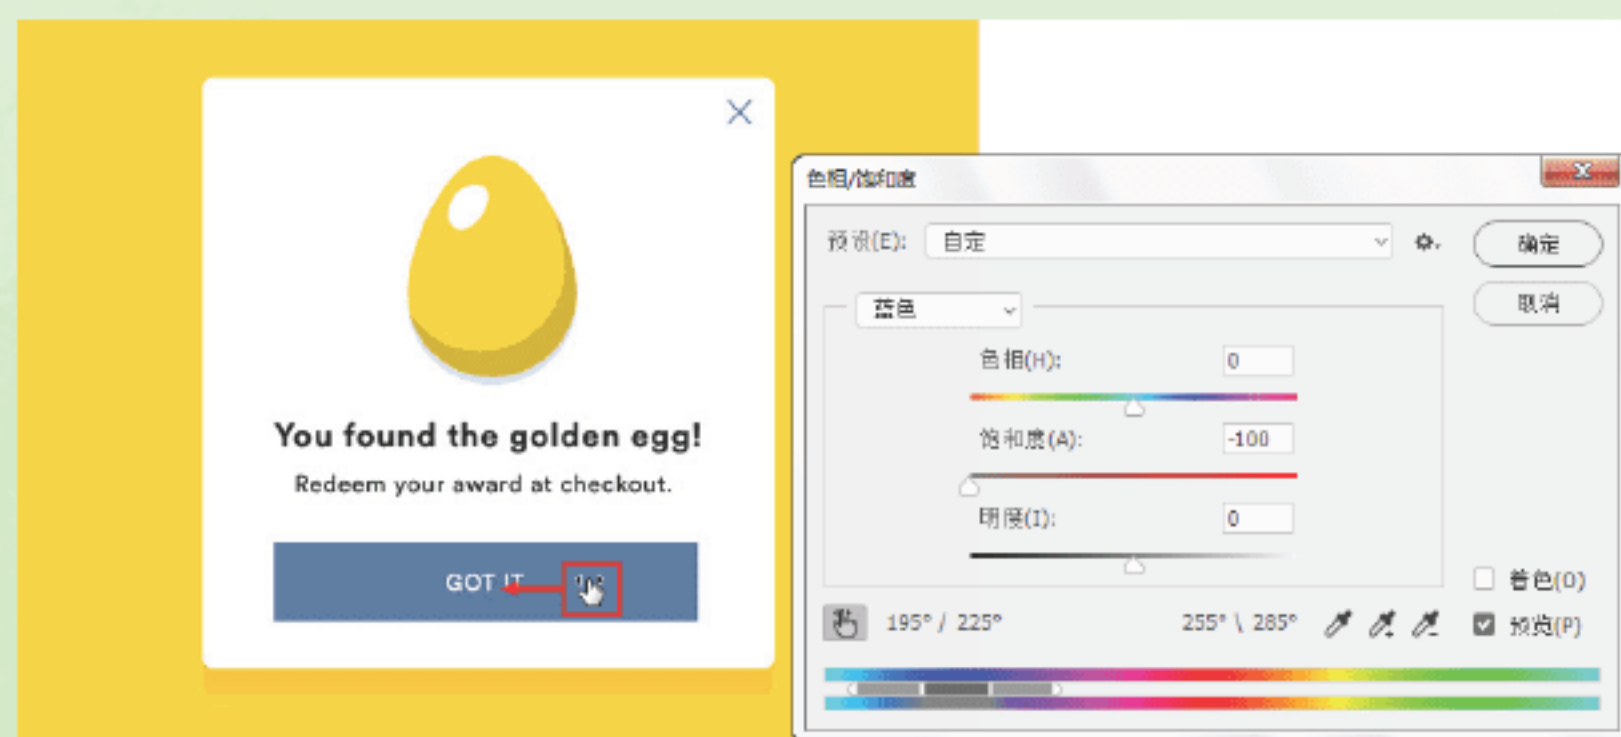 You found the golden egg!
Redeem your award at checkout.
GOT IT
色相/饱和度
预设(E): 自定
确定
取消
蓝色
色相(H): 0
饱和度(A): -100
明度(I): 0
着色(O)
195° / 225° 255° \ 285°
预览(P)